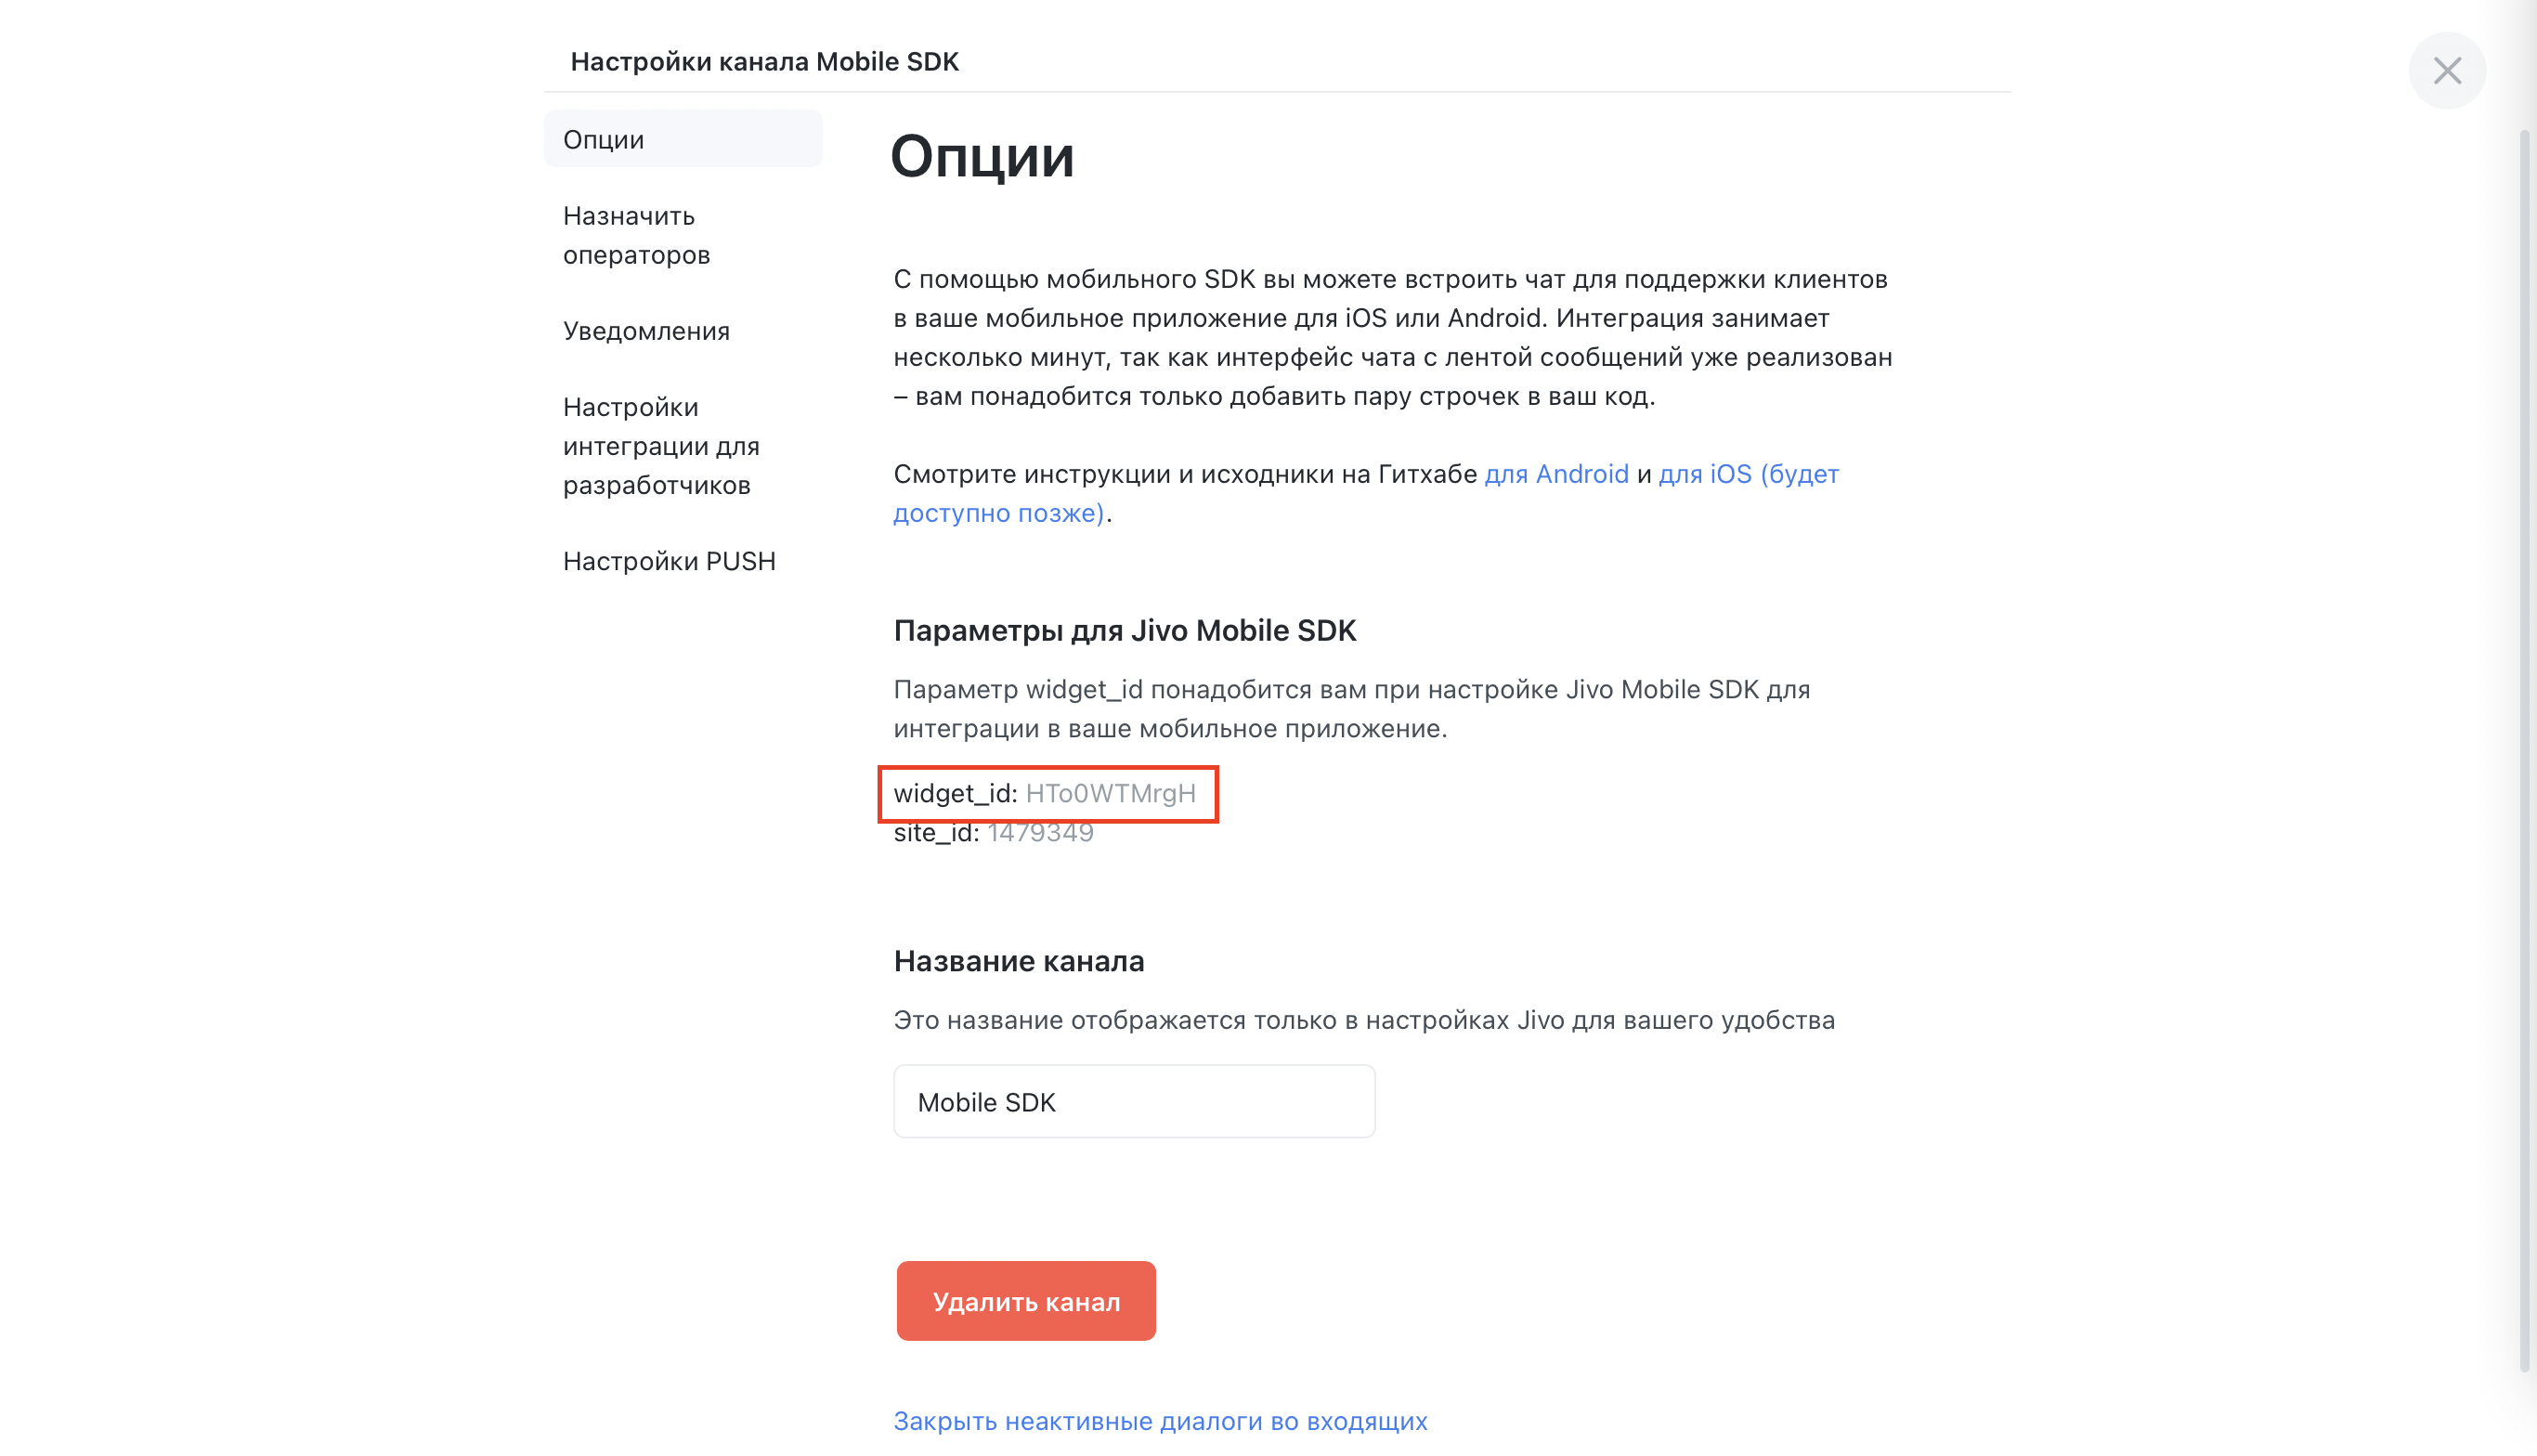 Настройки канала Mobile SDK
Опции
Назначить
операторов
Уведомления
Настройки
интеграции для
разработчиков
Настройки PUSH
Опции
С помощью мобильного SDK вы можете встроить чат для поддержки клиентов
в ваше мобильное приложение для iOS или Android. Интеграция занимает
несколько минут, так как интерфейс чата с лентой сообщений уже реализован
– вам понадобится только добавить пару строчек в ваш код.
Смотрите инструкции и исходники на Гитхабе для Android и для iOS (будет
доступно позже).
Параметры для Jivo Mobile SDK
Параметр widget_id понадобится вам при настройке Jivo Mobile SDK для
интеграции в ваше мобильное приложение.
widget_id: HTo0WTMrgH
site_id: 1479349
Название канала
Это название отображается только в настройках Jivo для вашего удобства
Mobile SDK
Удалить канал
Закрыть неактивные диалоги во входящих